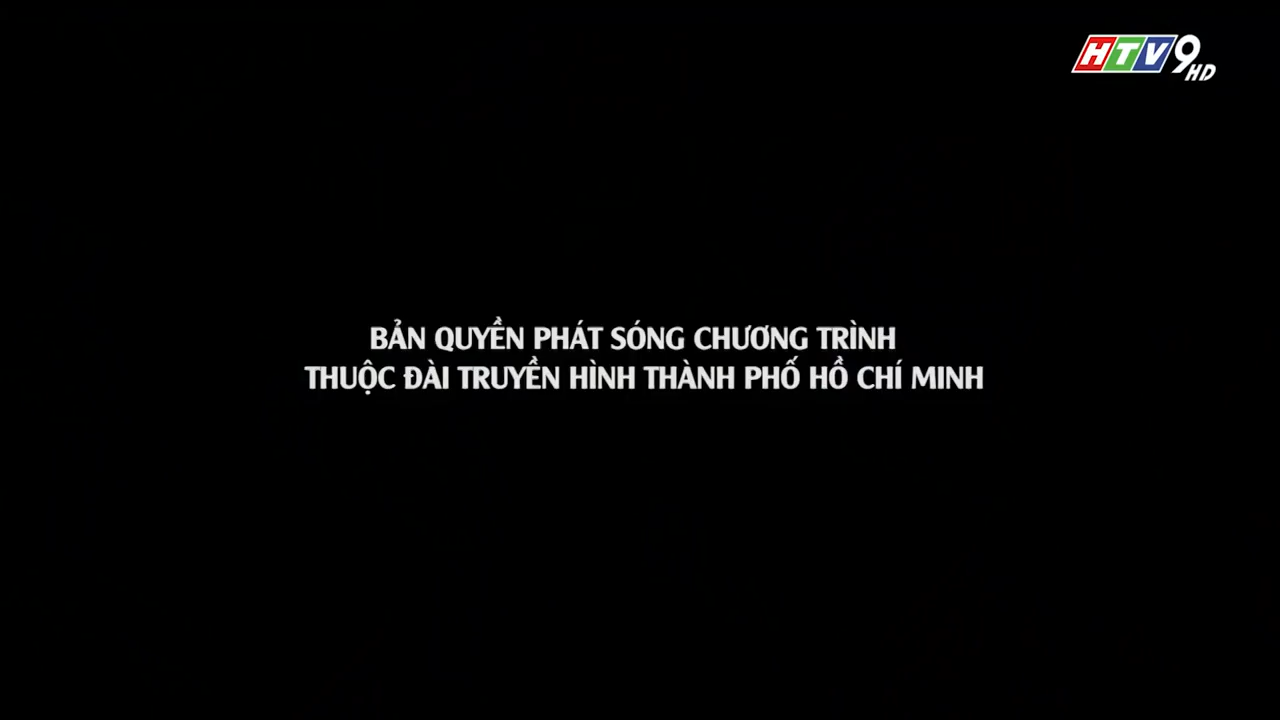 HTV9 HD
BẢN QUYỀN PHÁT SÓNG CHƯƠNG TRÌNH
THUỘC ĐÀI TRUYỀN HÌNH THÀNH PHỐ HỒ CHÍ MINH